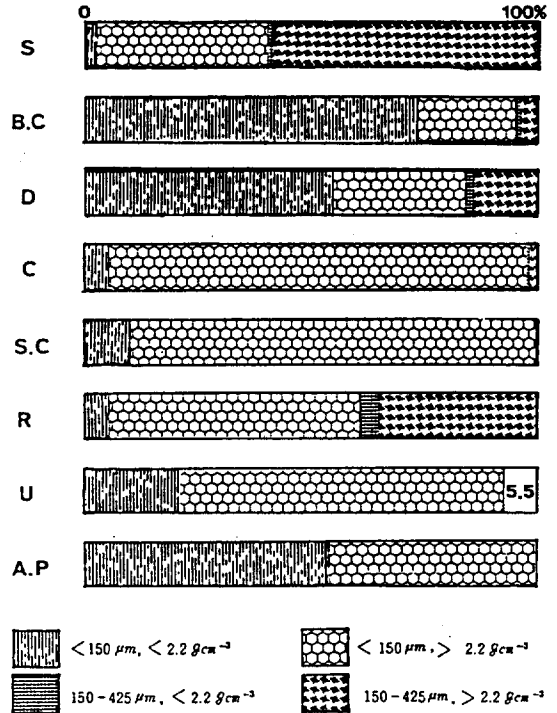 0 100%
S
B.C
D
C
S.C
R
U 5.5
A.P
<150 μm, <2.2 gcm⁻³
<150 μm, > 2.2 gcm⁻³
150-425 μm, <2.2 gcm⁻³
150-425 μm, >2.2 gcm⁻³